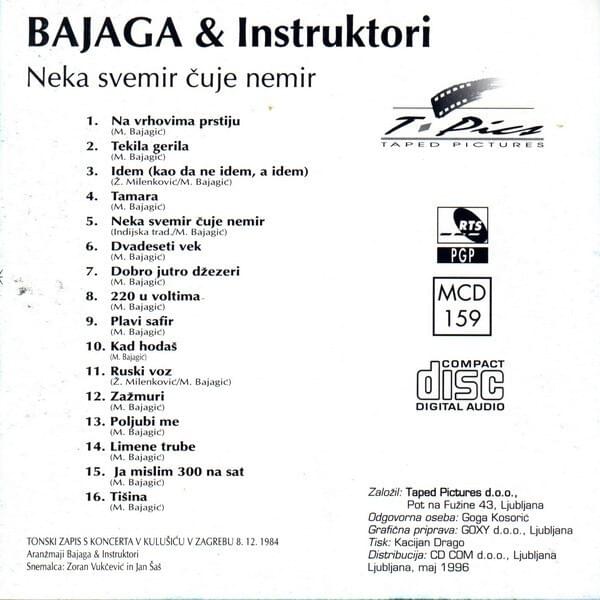 BAJAGA & Instruktori
Neka svemir čuje nemir
1. Na vrhovima prstiju
(M. Bajagić)
2. Tekila gerila
(M. Bajagić)
3. Idem (kao da ne idem, a idem)
(Ž. Milenković/M. Bajagić)
4. Tamara
(M. Bajagić)
5. Neka svemir čuje nemir
(Indijska trad./M. Bajagić)
6. Dvadeseti vek
(M. Bajagić)
7. Dobro jutro džezeri
(M. Bajagić)
8. 220 u voltima
(M. Bajagić)
9. Plavi safir
(M. Bajagić)
10. Kad hodaš
(M. Bajagić)
11. Ruski voz
(Ž. Milenković/M. Bajagić)
12. Zažmuri
(M. Bajagić)
13. Poljubi me
(M. Bajagić)
14. Limene trube
(M. Bajagić)
15. Ja mislim 300 na sat
(M. Bajagić)
16. Tišina
(M. Bajagić)
TONSKI ZAPIS S KONCERTA V KULUŠIĆU V ZAGREBU 8. 12. 1984
Aranžmaji Bajaga & Instruktori
Snemalca: Zoran Vukčević in Jan Šaš
T·Pics
TAPED PICTURES
RTS
PGP
MCD
159
COMPACT
disc
DIGITAL AUDIO
Založil: Taped Pictures d.o.o.,
Pot na Fužine 43, Ljubljana
Odgovorna oseba: Goga Kosorić
Grafična priprava: GOXY d.o.o., Ljubljana
Tisk: Kacijan Drago
Distribucija: CD COM d.o.o., Ljubljana
Ljubljana, maj 1996